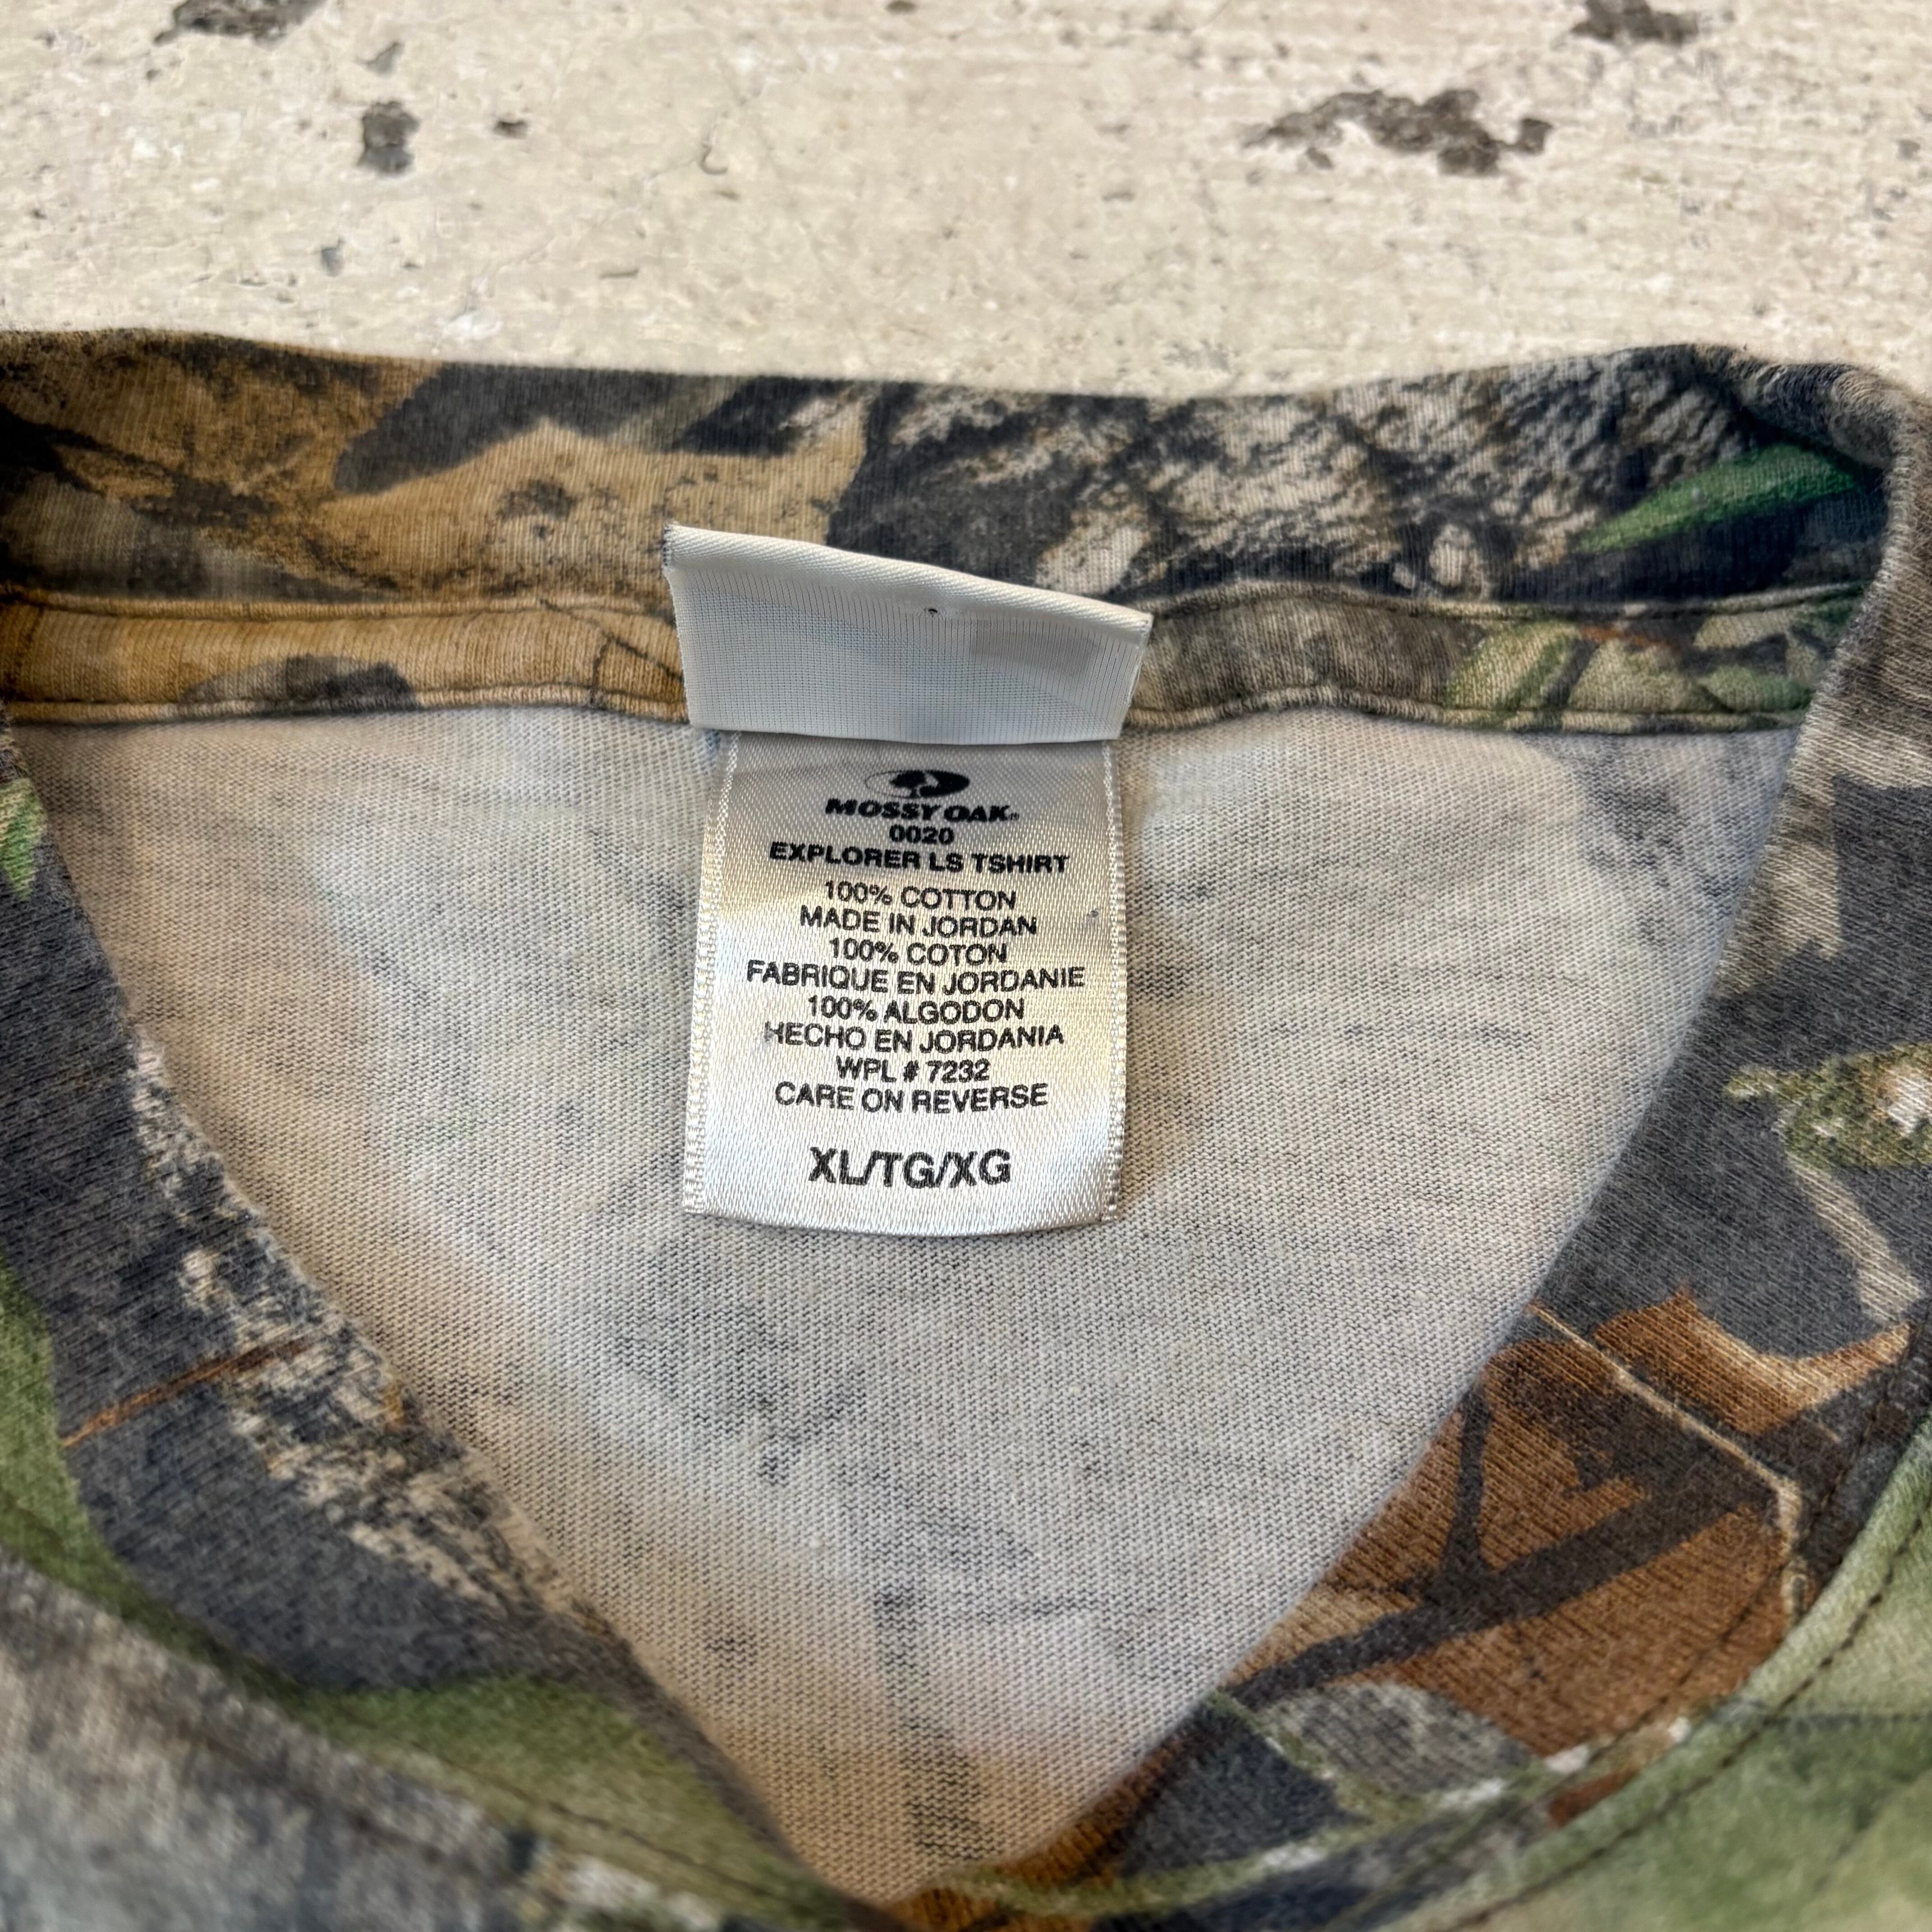 MOSSY OAK®
0020
EXPLORER LS TSHIRT
100% COTTON
MADE IN JORDAN
100% COTON
FABRIQUE EN JORDANIE
100% ALGODON
HECHO EN JORDANIA
WPL # 7232
CARE ON REVERSE
XL/TG/XG